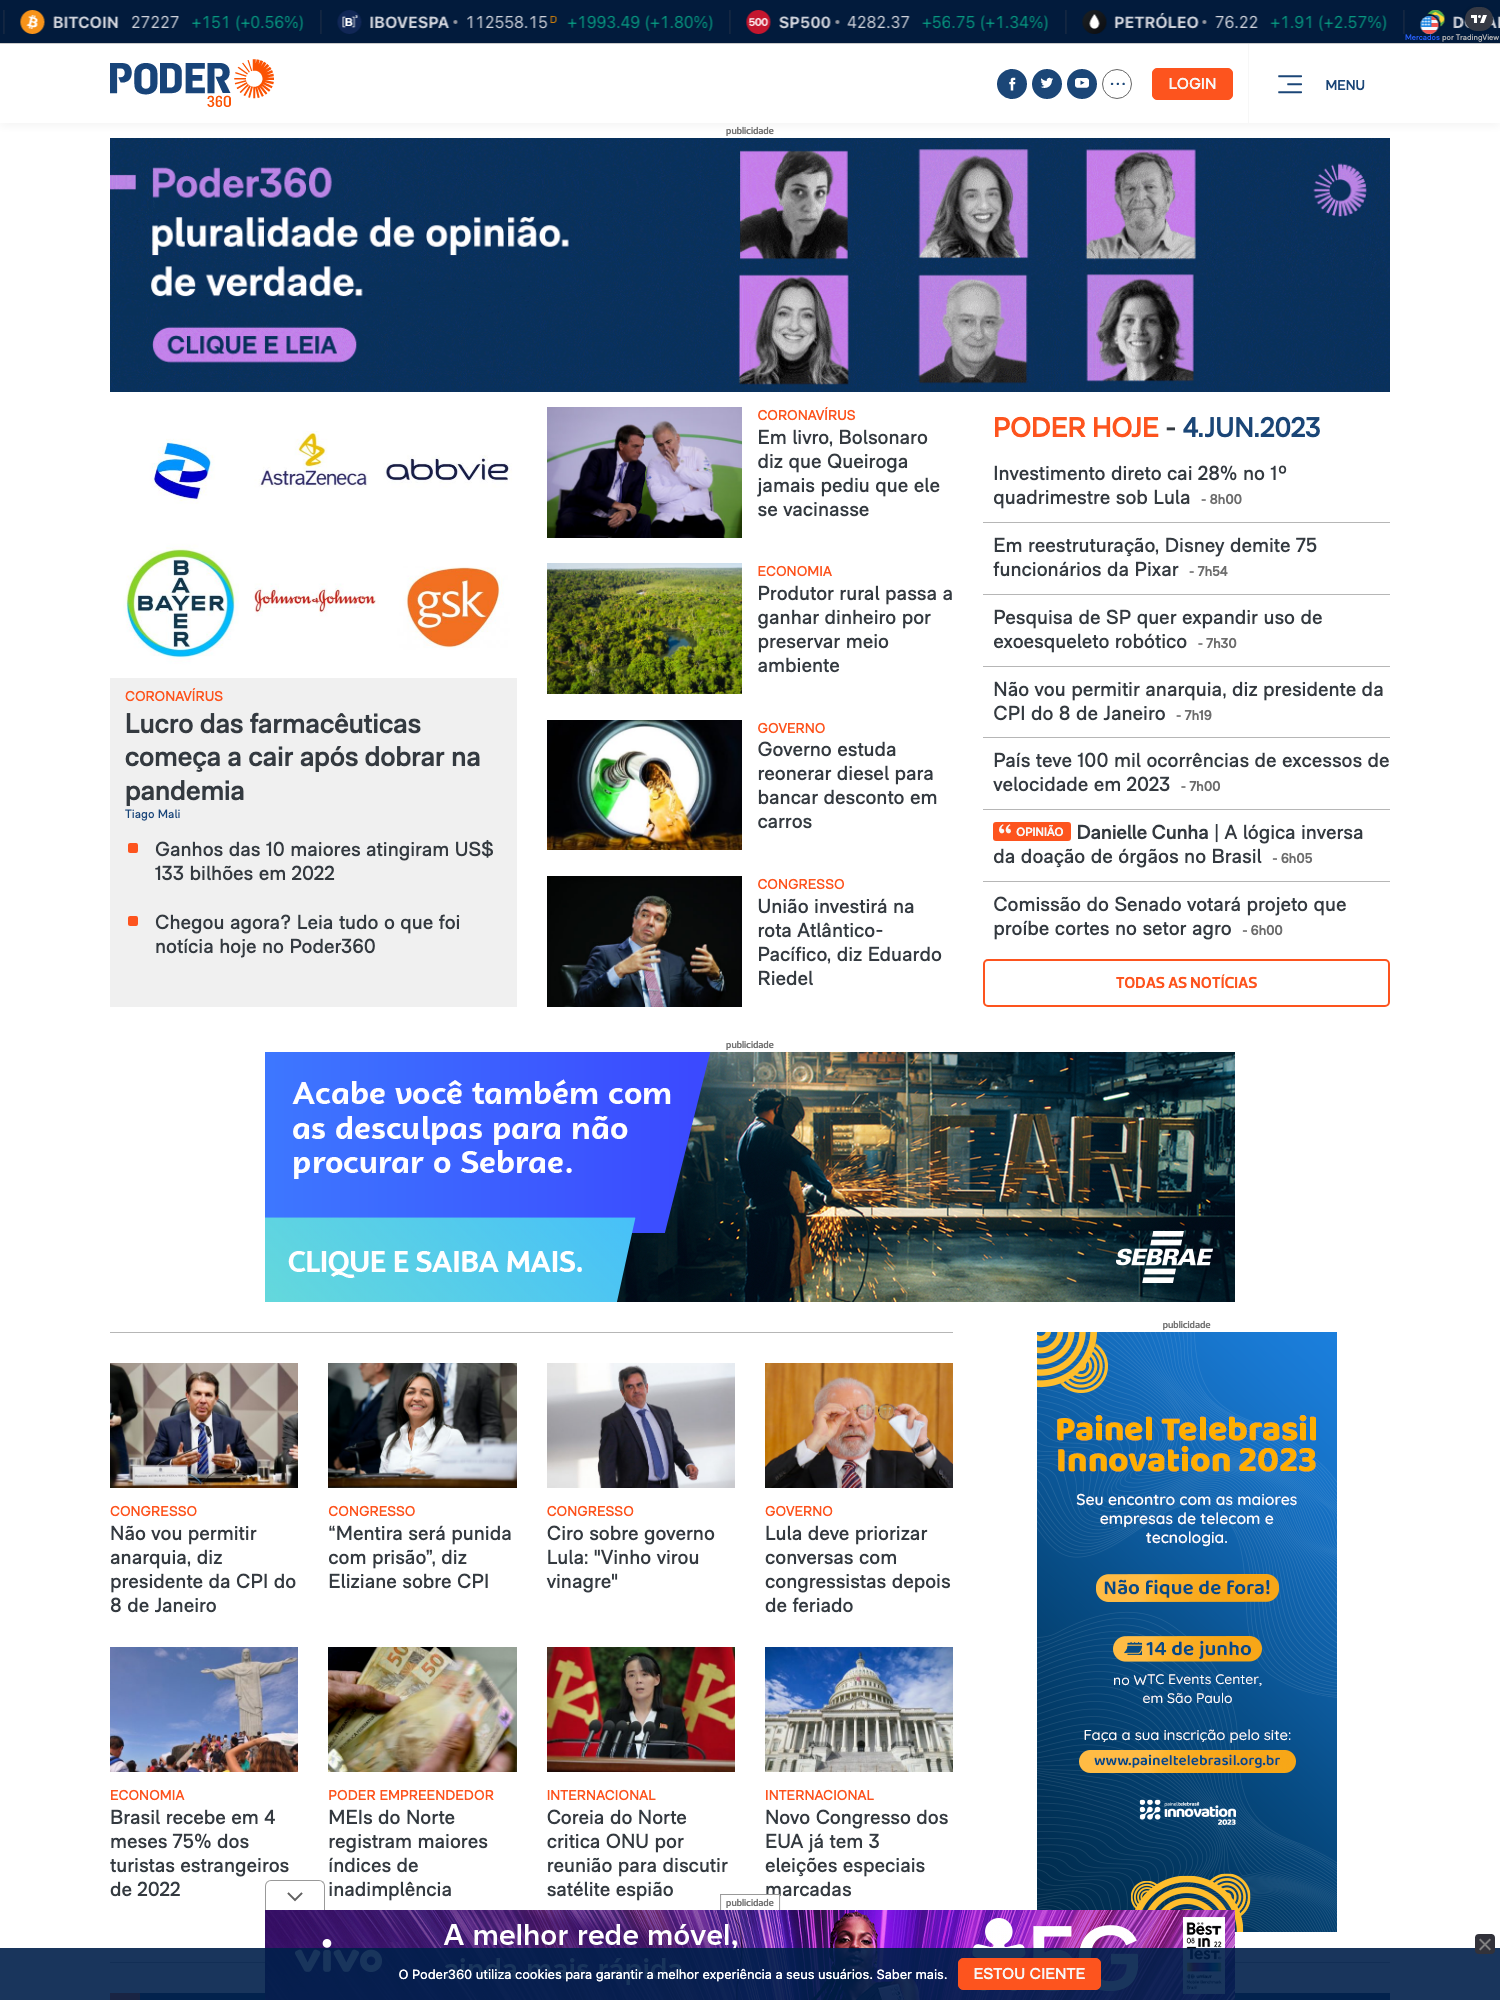 BITCOIN 27227 +151 (+0.56%)
IBOVESPA 112558.15 D +1993.49 (+1.80%)
500 SP500 4282.37 +56.75 (+1.34%)
PETRÓLEO 76.22 +1.91 (+2.57%)
Mercados por TradingView
PODER
360
LOGIN
MENU
publicidade
Poder360
pluralidade de opinião.
de verdade.
CLIQUE E LEIA
AstraZeneca
abbvie
BAYER
BAYER
Johnson & Johnson
gsk
CORONAVÍRUS
Lucro das farmacêuticas
começa a cair após dobrar na
pandemia
Tiago Mali
Ganhos das 10 maiores atingiram US$
133 bilhões em 2022
Chegou agora? Leia tudo o que foi
notícia hoje no Poder360
CORONAVÍRUS
Em livro, Bolsonaro
diz que Queiroga
jamais pediu que ele
se vacinasse
ECONOMIA
Produtor rural passa a
ganhar dinheiro por
preservar meio
ambiente
GOVERNO
Governo estuda
reonerar diesel para
bancar desconto em
carros
CONGRESSO
União investirá na
rota Atlântico-
Pacífico, diz Eduardo
Riedel
PODER HOJE - 4.JUN.2023
Investimento direto cai 28% no 1º
quadrimestre sob Lula - 8h00
Em reestruturação, Disney demite 75
funcionários da Pixar - 7h54
Pesquisa de SP quer expandir uso de
exoesqueleto robótico - 7h30
Não vou permitir anarquia, diz presidente da
CPI do 8 de Janeiro - 7h19
País teve 100 mil ocorrências de excessos de
velocidade em 2023 - 7h00
“ OPINIÃO Danielle Cunha | A lógica inversa
da doação de órgãos no Brasil - 6h05
Comissão do Senado votará projeto que
proíbe cortes no setor agro - 6h00
TODAS AS NOTÍCIAS
publicidade
Acabe você também com
as desculpas para não
procurar o Sebrae.
CLIQUE E SAIBA MAIS.
SEBRAE
publicidade
Painel Telebrasil
Innovation 2023
Seu encontro com as maiores
empresas de telecom e
tecnologia.
Não fique de fora!
14 de junho
no WTC Events Center,
em São Paulo
Faça a sua inscrição pelo site:
www.paineltelebrasil.org.br
paineltelebrasil
innovation
2023
CONGRESSO
Não vou permitir
anarquia, diz
presidente da CPI do
8 de Janeiro
CONGRESSO
“Mentira será punida
com prisão”, diz
Eliziane sobre CPI
CONGRESSO
Ciro sobre governo
Lula: "Vinho virou
vinagre"
GOVERNO
Lula deve priorizar
conversas com
congressistas depois
de feriado
50
50
ECONOMIA
Brasil recebe em 4
meses 75% dos
turistas estrangeiros
de 2022
PODER EMPREENDEDOR
MEIs do Norte
registram maiores
índices de
inadimplência
INTERNACIONAL
Coreia do Norte
critica ONU por
reunião para discutir
satélite espião
INTERNACIONAL
Novo Congresso dos
EUA já tem 3
eleições especiais
marcadas
publicidade
vivo
A melhor rede móvel,
ainda mais rápida
5G
Best
08 in 22
Test
O Poder360 utiliza cookies para garantir a melhor experiência a seus usuários. Saber mais.
ESTOU CIENTE